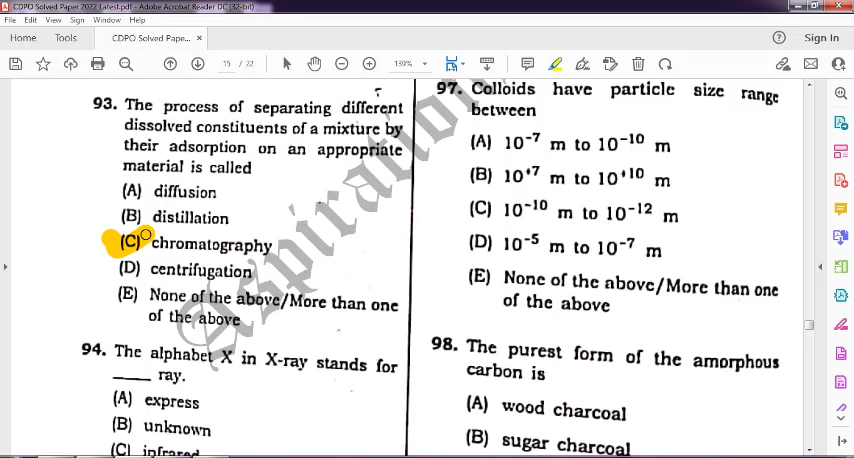 CDPO Solved Paper 2022 Latest.pdf - Adobe Acrobat Reader DC (32-bit)
File Edit View Sign Window Help
Home Tools CDPO Solved Pape... × Sign In
15 / 22 139%
93. The process of separating different
dissolved constituents of a mixture by
their adsorption on an appropriate
material is called
(A) diffusion
(B) distillation
(C) chromatography
(D) centrifugation
(E) None of the above/More than one
of the above
94. The alphabet X in X-ray stands for
____ ray.
(A) express
(B) unknown
(C) infrared
97. Colloids have particle size range
between
(A) 10⁻⁷ m to 10⁻¹⁰ m
(B) 10⁺⁷ m to 10⁺¹⁰ m
(C) 10⁻¹⁰ m to 10⁻¹² m
(D) 10⁻⁵ m to 10⁻⁷ m
(E) None of the above/More than one
of the above
98. The purest form of the amorphous
carbon is
(A) wood charcoal
(B) sugar charcoal
Aspiration